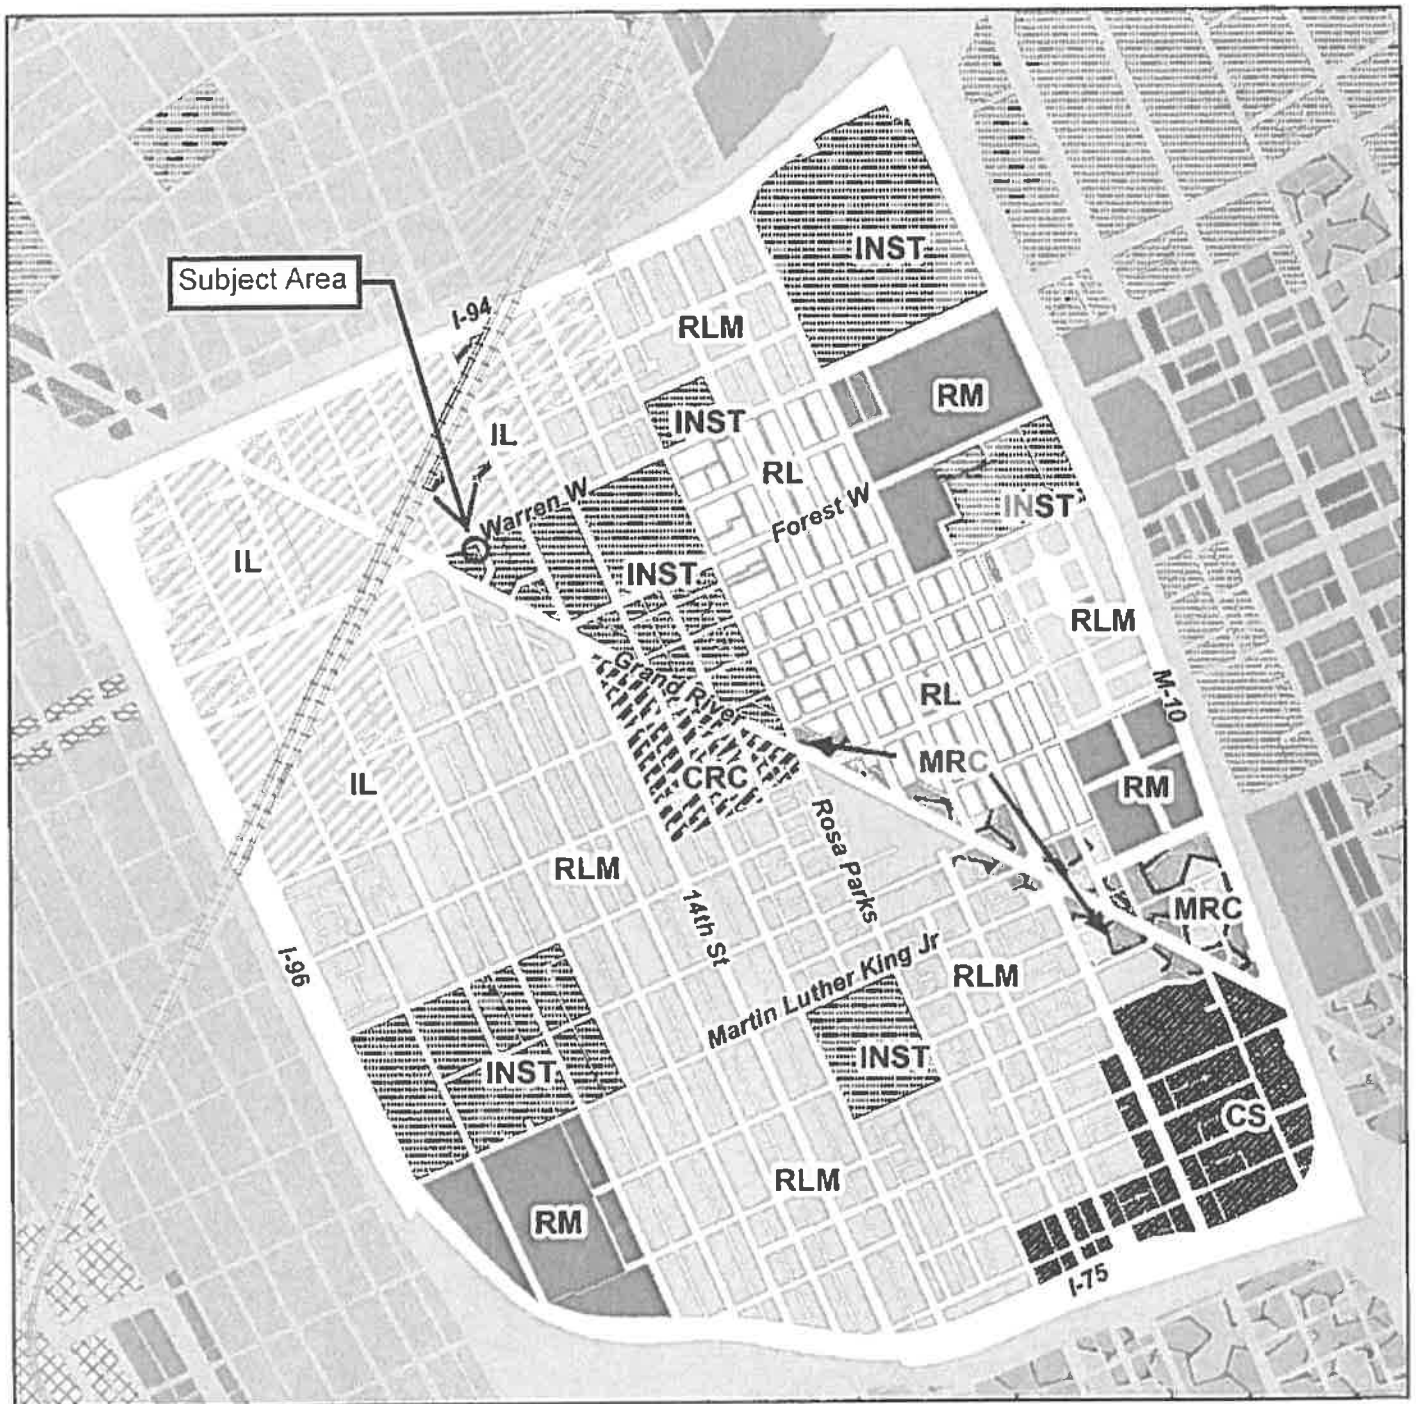 INST
Subject Area
I-94
RLM
RM
INST
IL
RL
Warren W
Forest W
INST
IL
INST
RLM
Grand River
RL
M-10
MRC
CRC
IL
RM
Rosa Parks
RLM
14th St
MRC
Martin Luther King Jr
I-96
RLM
INST
INST
CS
RLM
RM
I-75